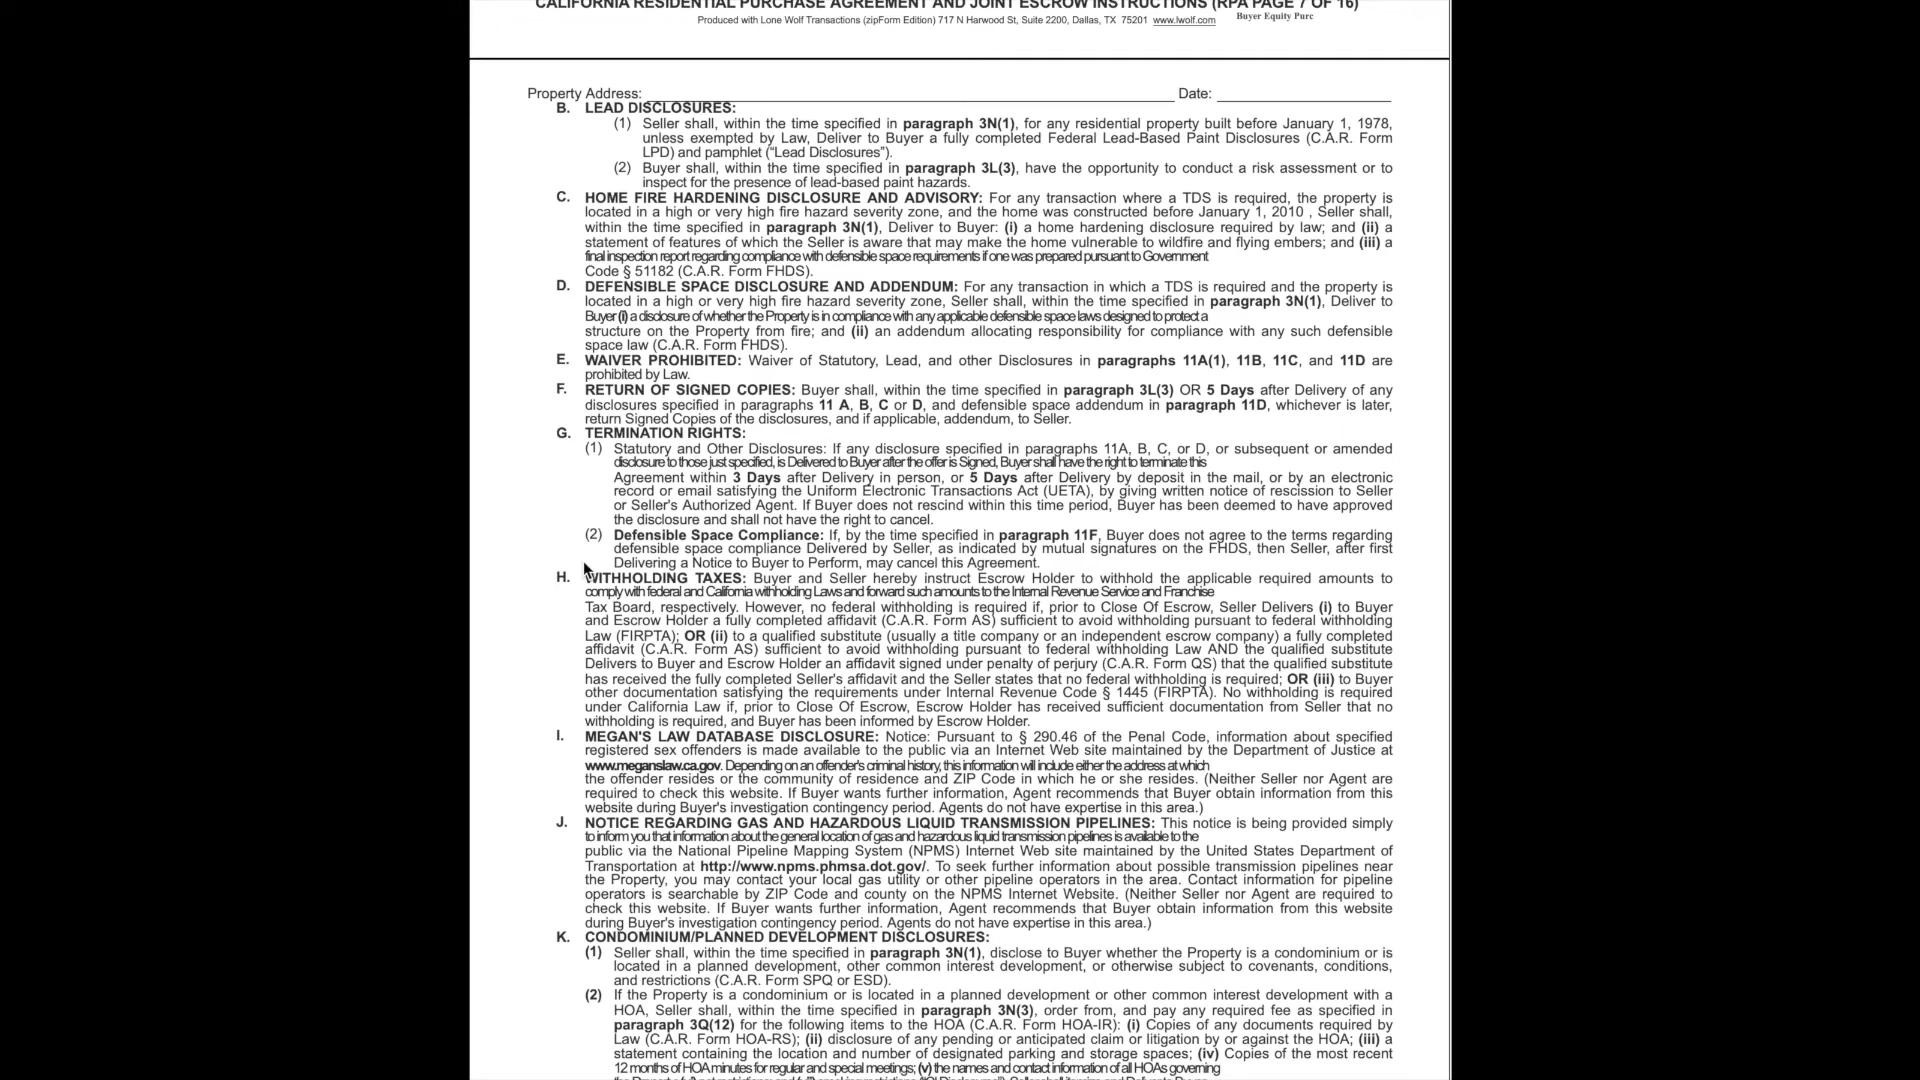 CALIFORNIA RESIDENTIAL PURCHASE AGREEMENT AND JOINT ESCROW INSTRUCTIONS (RPA PAGE 7 OF 16)
Produced with Lone Wolf Transactions (zipForm Edition) 717 N Harwood St, Suite 2200, Dallas, TX 75201 www.lwolf.com Buyer Equity Purc
Property Address: Date:
B. LEAD DISCLOSURES:
(1) Seller shall, within the time specified in paragraph 3N(1), for any residential property built before January 1, 1978,
unless exempted by Law, Deliver to Buyer a fully completed Federal Lead-Based Paint Disclosures (C.A.R. Form
LPD) and pamphlet (“Lead Disclosures”).
(2) Buyer shall, within the time specified in paragraph 3L(3), have the opportunity to conduct a risk assessment or to
inspect for the presence of lead-based paint hazards.
C. HOME FIRE HARDENING DISCLOSURE AND ADVISORY: For any transaction where a TDS is required, the property is
located in a high or very high fire hazard severity zone, and the home was constructed before January 1, 2010 , Seller shall,
within the time specified in paragraph 3N(1), Deliver to Buyer: (i) a home hardening disclosure required by law; and (ii) a
statement of features of which the Seller is aware that may make the home vulnerable to wildfire and flying embers; and (iii) a
final inspection report regarding compliance with defensible space requirements if one was prepared pursuant to Government
Code § 51182 (C.A.R. Form FHDS).
D. DEFENSIBLE SPACE DISCLOSURE AND ADDENDUM: For any transaction in which a TDS is required and the property is
located in a high or very high fire hazard severity zone, Seller shall, within the time specified in paragraph 3N(1), Deliver to
Buyer (i) a disclosure of whether the Property is in compliance with any applicable defensible space laws designed to protect a
structure on the Property from fire; and (ii) an addendum allocating responsibility for compliance with any such defensible
space law (C.A.R. Form FHDS).
E. WAIVER PROHIBITED: Waiver of Statutory, Lead, and other Disclosures in paragraphs 11A(1), 11B, 11C, and 11D are
prohibited by Law.
F. RETURN OF SIGNED COPIES: Buyer shall, within the time specified in paragraph 3L(3) OR 5 Days after Delivery of any
disclosures specified in paragraphs 11 A, B, C or D, and defensible space addendum in paragraph 11D, whichever is later,
return Signed Copies of the disclosures, and if applicable, addendum, to Seller.
G. TERMINATION RIGHTS:
(1) Statutory and Other Disclosures: If any disclosure specified in paragraphs 11A, B, C, or D, or subsequent or amended
disclosure to those just specified, is Delivered to Buyer after the offer is Signed, Buyer shall have the right to terminate this
Agreement within 3 Days after Delivery in person, or 5 Days after Delivery by deposit in the mail, or by an electronic
record or email satisfying the Uniform Electronic Transactions Act (UETA), by giving written notice of rescission to Seller
or Seller's Authorized Agent. If Buyer does not rescind within this time period, Buyer has been deemed to have approved
the disclosure and shall not have the right to cancel.
(2) Defensible Space Compliance: If, by the time specified in paragraph 11F, Buyer does not agree to the terms regarding
defensible space compliance Delivered by Seller, as indicated by mutual signatures on the FHDS, then Seller, after first
Delivering a Notice to Buyer to Perform, may cancel this Agreement.
H. WITHHOLDING TAXES: Buyer and Seller hereby instruct Escrow Holder to withhold the applicable required amounts to
comply with federal and California withholding Laws and forward such amounts to the Internal Revenue Service and Franchise
Tax Board, respectively. However, no federal withholding is required if, prior to Close Of Escrow, Seller Delivers (i) to Buyer
and Escrow Holder a fully completed affidavit (C.A.R. Form AS) sufficient to avoid withholding pursuant to federal withholding
Law (FIRPTA); OR (ii) to a qualified substitute (usually a title company or an independent escrow company) a fully completed
affidavit (C.A.R. Form AS) sufficient to avoid withholding pursuant to federal withholding Law AND the qualified substitute
Delivers to Buyer and Escrow Holder an affidavit signed under penalty of perjury (C.A.R. Form QS) that the qualified substitute
has received the fully completed Seller's affidavit and the Seller states that no federal withholding is required; OR (iii) to Buyer
other documentation satisfying the requirements under Internal Revenue Code § 1445 (FIRPTA). No withholding is required
under California Law if, prior to Close Of Escrow, Escrow Holder has received sufficient documentation from Seller that no
withholding is required, and Buyer has been informed by Escrow Holder.
I. MEGAN'S LAW DATABASE DISCLOSURE: Notice: Pursuant to § 290.46 of the Penal Code, information about specified
registered sex offenders is made available to the public via an Internet Web site maintained by the Department of Justice at
www.meganslaw.ca.gov. Depending on an offender's criminal history, this information will include either the address at which
the offender resides or the community of residence and ZIP Code in which he or she resides. (Neither Seller nor Agent are
required to check this website. If Buyer wants further information, Agent recommends that Buyer obtain information from this
website during Buyer's investigation contingency period. Agents do not have expertise in this area.)
J. NOTICE REGARDING GAS AND HAZARDOUS LIQUID TRANSMISSION PIPELINES: This notice is being provided simply
to inform you that information about the general location of gas and hazardous liquid transmission pipelines is available to the
public via the National Pipeline Mapping System (NPMS) Internet Web site maintained by the United States Department of
Transportation at http://www.npms.phmsa.dot.gov/. To seek further information about possible transmission pipelines near
the Property, you may contact your local gas utility or other pipeline operators in the area. Contact information for pipeline
operators is searchable by ZIP Code and county on the NPMS Internet Website. (Neither Seller nor Agent are required to
check this website. If Buyer wants further information, Agent recommends that Buyer obtain information from this website
during Buyer's investigation contingency period. Agents do not have expertise in this area.)
K. CONDOMINIUM/PLANNED DEVELOPMENT DISCLOSURES:
(1) Seller shall, within the time specified in paragraph 3N(1), disclose to Buyer whether the Property is a condominium or is
located in a planned development, other common interest development, or otherwise subject to covenants, conditions,
and restrictions (C.A.R. Form SPQ or ESD).
(2) If the Property is a condominium or is located in a planned development or other common interest development with a
HOA, Seller shall, within the time specified in paragraph 3N(3), order from, and pay any required fee as specified in
paragraph 3Q(12) for the following items to the HOA (C.A.R. Form HOA-IR): (i) Copies of any documents required by
Law (C.A.R. Form HOA-RS); (ii) disclosure of any pending or anticipated claim or litigation by or against the HOA; (iii) a
statement containing the location and number of designated parking and storage spaces; (iv) Copies of the most recent
12 months of HOA minutes for regular and special meetings; (v) the names and contact information of all HOAs governing